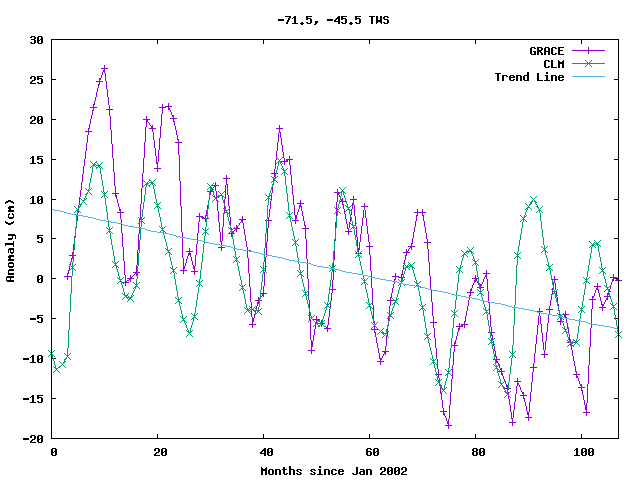 -71.5, -45.5 TWS
GRACE
CLM
Trend Line
30
25
20
15
10
5
0
-5
-10
-15
-20
Anomaly (cm)
0 20 40 60 80 100
Months since Jan 2002